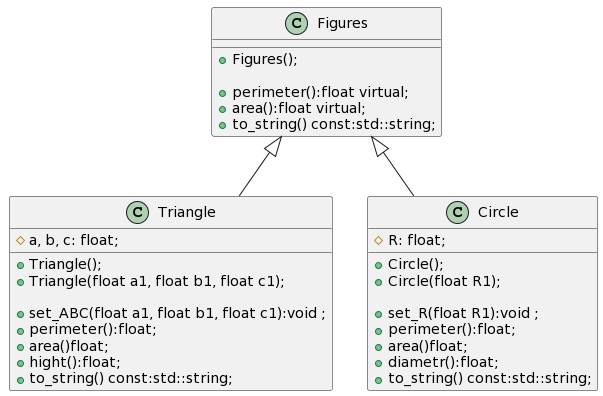 C Figures
Figures();
perimeter():float virtual;
area():float virtual;
to_string() const:std::string;
C Triangle
a, b, c: float;
Triangle();
Triangle(float a1, float b1, float c1);
set_ABC(float a1, float b1, float c1):void ;
perimeter():float;
area()float;
hight():float;
to_string() const:std::string;
C Circle
R: float;
Circle();
Circle(float R1);
set_R(float R1):void ;
perimeter():float;
area()float;
diametr():float;
to_string() const:std::string;